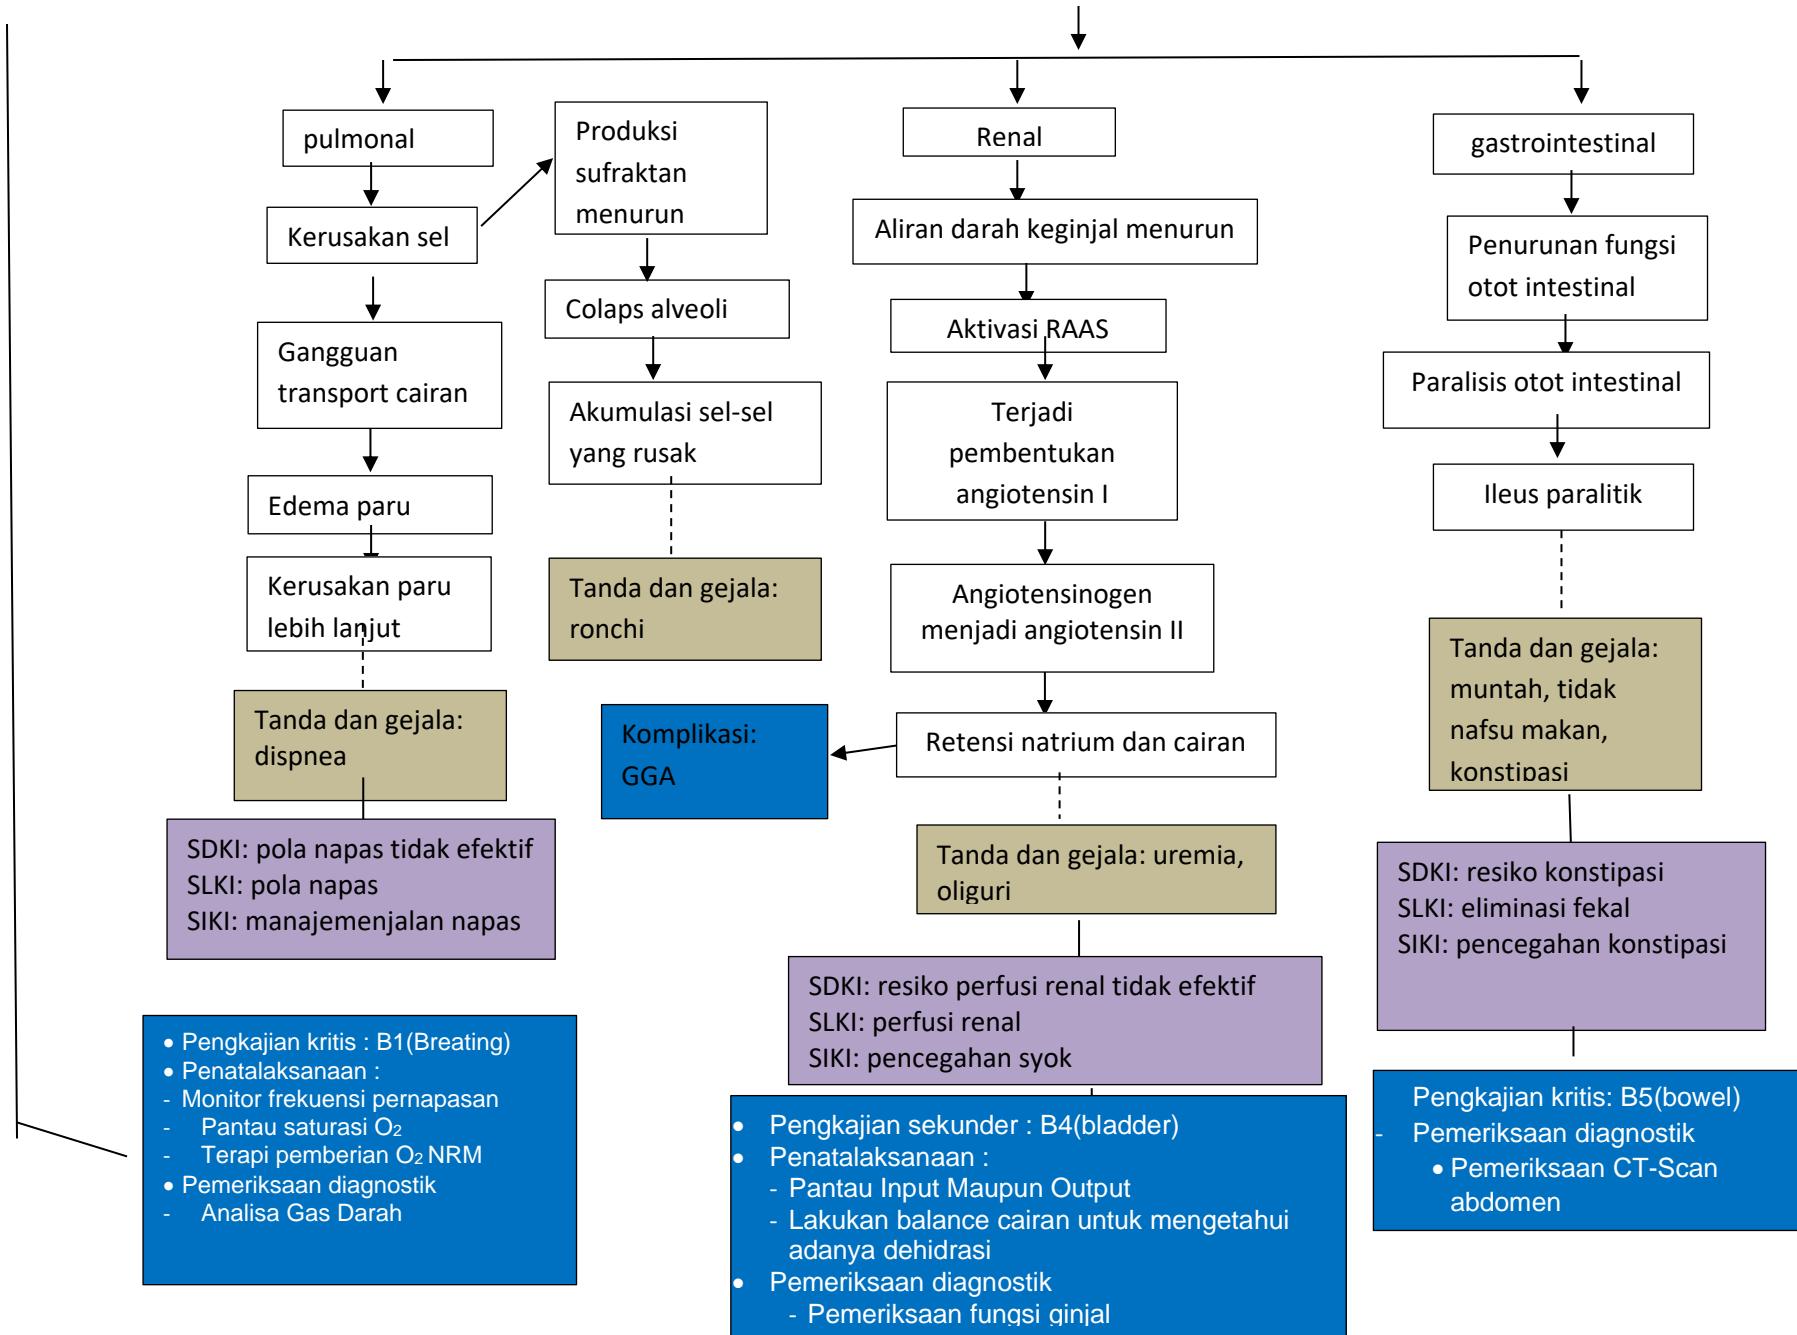 pulmonal
Kerusakan sel
Gangguan
transport cairan
Edema paru
Kerusakan paru
lebih lanjut
Tanda dan gejala:
dispnea
SDKI: pola napas tidak efektif
SLKI: pola napas
SIKI: manajemenjalan napas
• Pengkajian kritis : B1(Breating)
• Penatalaksanaan :
- Monitor frekuensi pernapasan
- Pantau saturasi O2
- Terapi pemberian O2 NRM
• Pemeriksaan diagnostik
- Analisa Gas Darah
Produksi
sufraktan
menurun
Colaps alveoli
Akumulasi sel-sel
yang rusak
Tanda dan gejala:
ronchi
Renal
Aliran darah keginjal menurun
Aktivasi RAAS
Terjadi
pembentukan
angiotensin I
Angiotensinogen
menjadi angiotensin II
Retensi natrium dan cairan
Komplikasi:
GGA
Tanda dan gejala: uremia,
oliguri
SDKI: resiko perfusi renal tidak efektif
SLKI: perfusi renal
SIKI: pencegahan syok
• Pengkajian sekunder : B4(bladder)
• Penatalaksanaan :
- Pantau Input Maupun Output
- Lakukan balance cairan untuk mengetahui
adanya dehidrasi
• Pemeriksaan diagnostik
- Pemeriksaan fungsi ginjal
gastrointestinal
Penurunan fungsi
otot intestinal
Paralisis otot intestinal
Ileus paralitik
Tanda dan gejala:
muntah, tidak
nafsu makan,
konstipasi
SDKI: resiko konstipasi
SLKI: eliminasi fekal
SIKI: pencegahan konstipasi
Pengkajian kritis: B5(bowel)
- Pemeriksaan diagnostik
• Pemeriksaan CT-Scan
abdomen